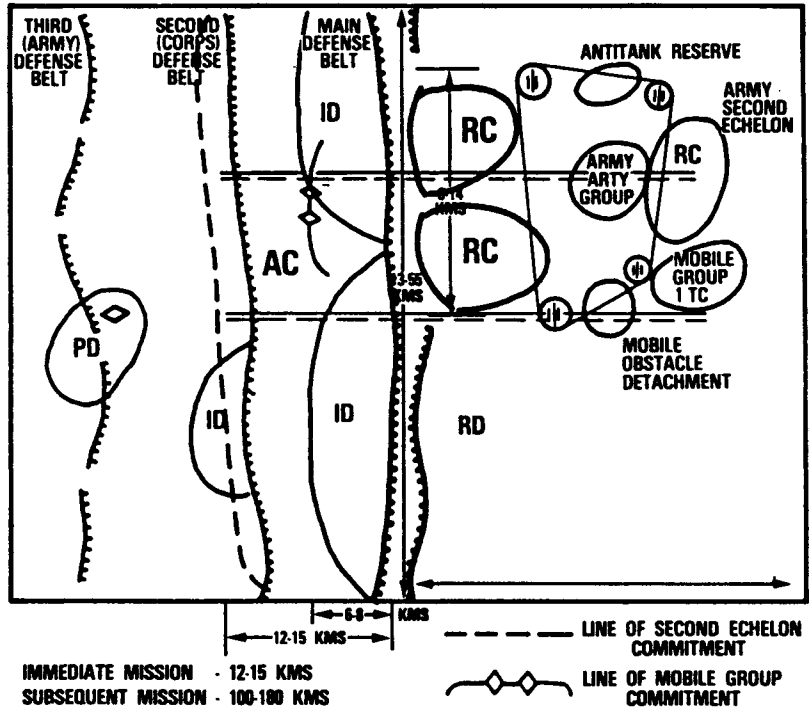 THIRD
(ARMY)
DEFENSE
BELT
SECOND
(CORPS)
DEFENSE
BELT
MAIN
DEFENSE
BELT
ANTITANK RESERVE
ARMY
SECOND
ECHELON
ID
RC
RC
ARMY
ARTY
GROUP
KMS
AC
RC
MOBILE
GROUP
1 TC
KMS
PD
MOBILE
OBSTACLE
DETACHMENT
ID
ID
RD
6-8 KMS
12-15 KMS
LINE OF SECOND ECHELON
COMMITMENT
IMMEDIATE MISSION - 12-15 KMS
SUBSEQUENT MISSION - 100-180 KMS
LINE OF MOBILE GROUP
COMMITMENT